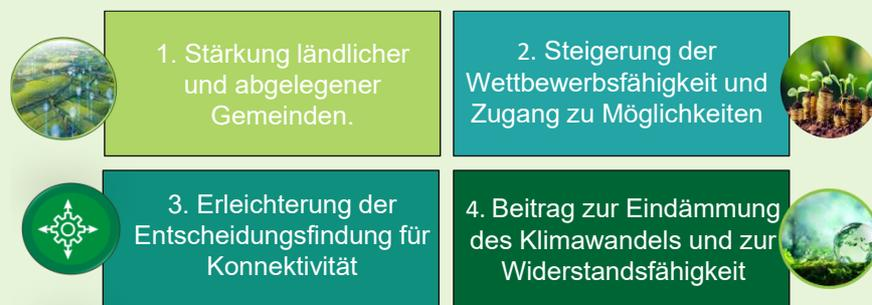 1. Stärkung ländlicher
und abgelegener
Gemeinden.
2. Steigerung der
Wettbewerbsfähigkeit und
Zugang zu Möglichkeiten
3. Erleichterung der
Entscheidungsfindung für
Konnektivität
4. Beitrag zur Eindämmung
des Klimawandels und zur
Widerstandsfähigkeit